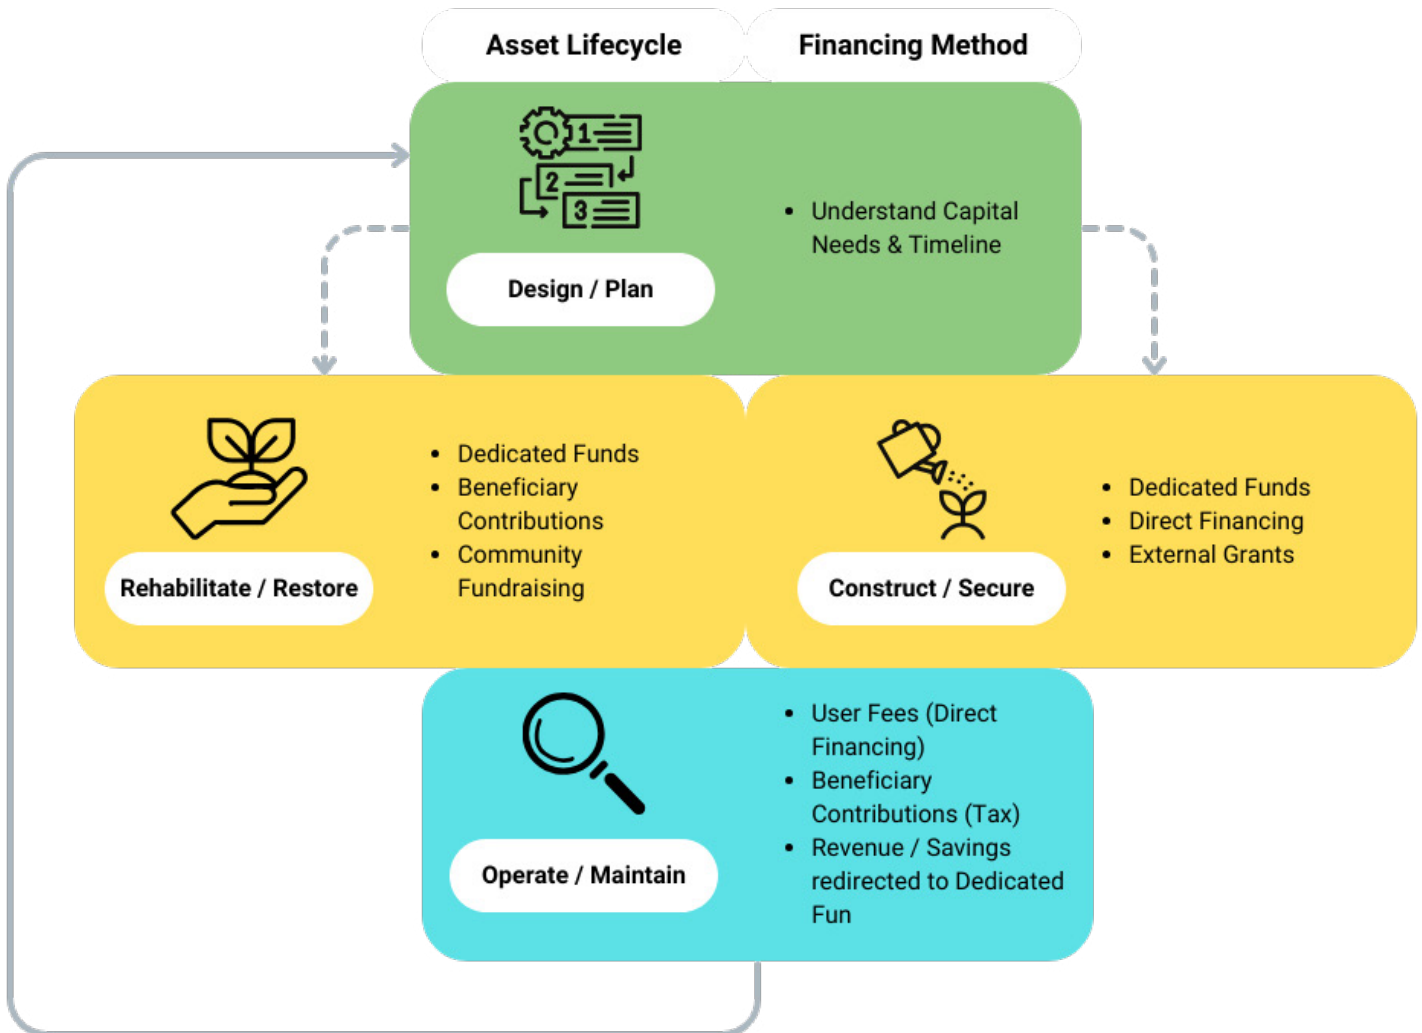 Asset Lifecycle
Financing Method
1
2
3
Design / Plan
• Understand Capital
Needs & Timeline
Rehabilitate / Restore
• Dedicated Funds
• Beneficiary
Contributions
• Community
Fundraising
Construct / Secure
• Dedicated Funds
• Direct Financing
• External Grants
Operate / Maintain
• User Fees (Direct
Financing)
• Beneficiary
Contributions (Tax)
• Revenue / Savings
redirected to Dedicated
Fun